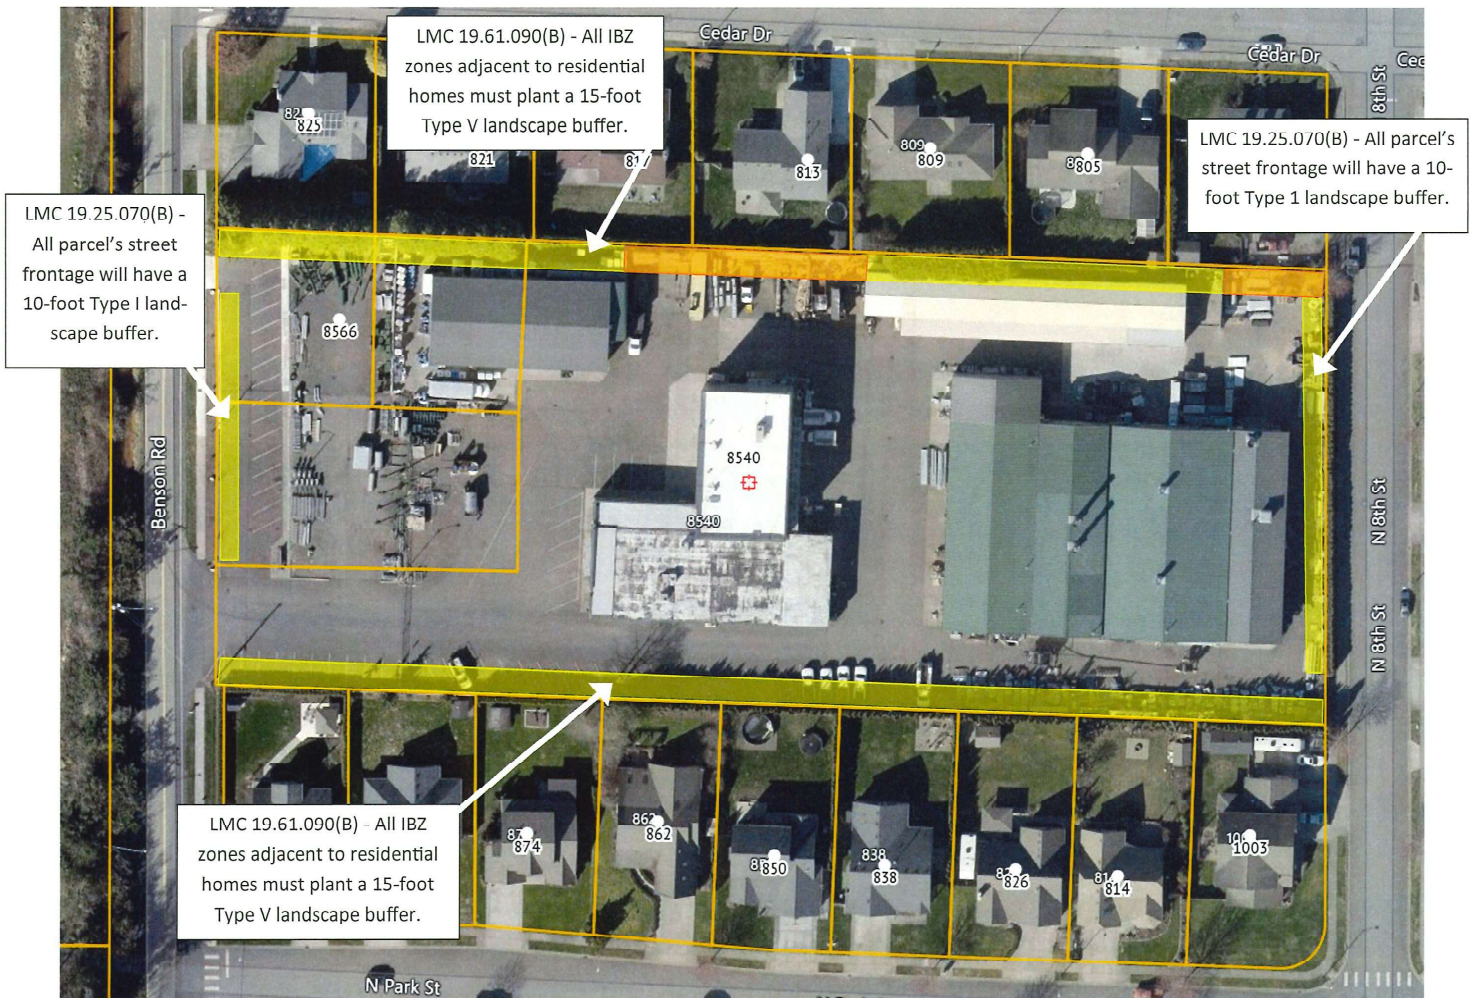 Cedar Dr
Cedar Dr
Cec
8th St
LMC 19.61.090(B) - All IBZ
zones adjacent to residential
homes must plant a 15-foot
Type V landscape buffer.
LMC 19.25.070(B) - All parcel's
street frontage will have a 10-
foot Type 1 landscape buffer.
LMC 19.25.070(B) -
All parcel's street
frontage will have a
10-foot Type I land-
scape buffer.
825
821
817
813
809
809
805
8566
8540
8540
Benson Rd
N 8th St
N 8th St
LMC 19.61.090(B) - All IBZ
zones adjacent to residential
homes must plant a 15-foot
Type V landscape buffer.
874
862
862
850
838
838
826
814
1003
N Park St